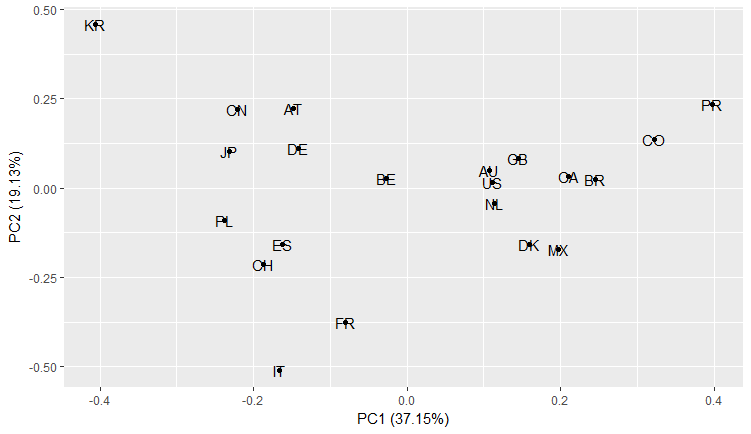 0.50
0.25
0.00
-0.25
-0.50
PC2 (19.13%)
KR
PR
CN
AT
CO
JP
DE
GB
AU
BE
US
CA
BR
NL
PL
ES
DK
MX
CH
FR
IT
-0.4
-0.2
0.0
0.2
0.4
PC1 (37.15%)